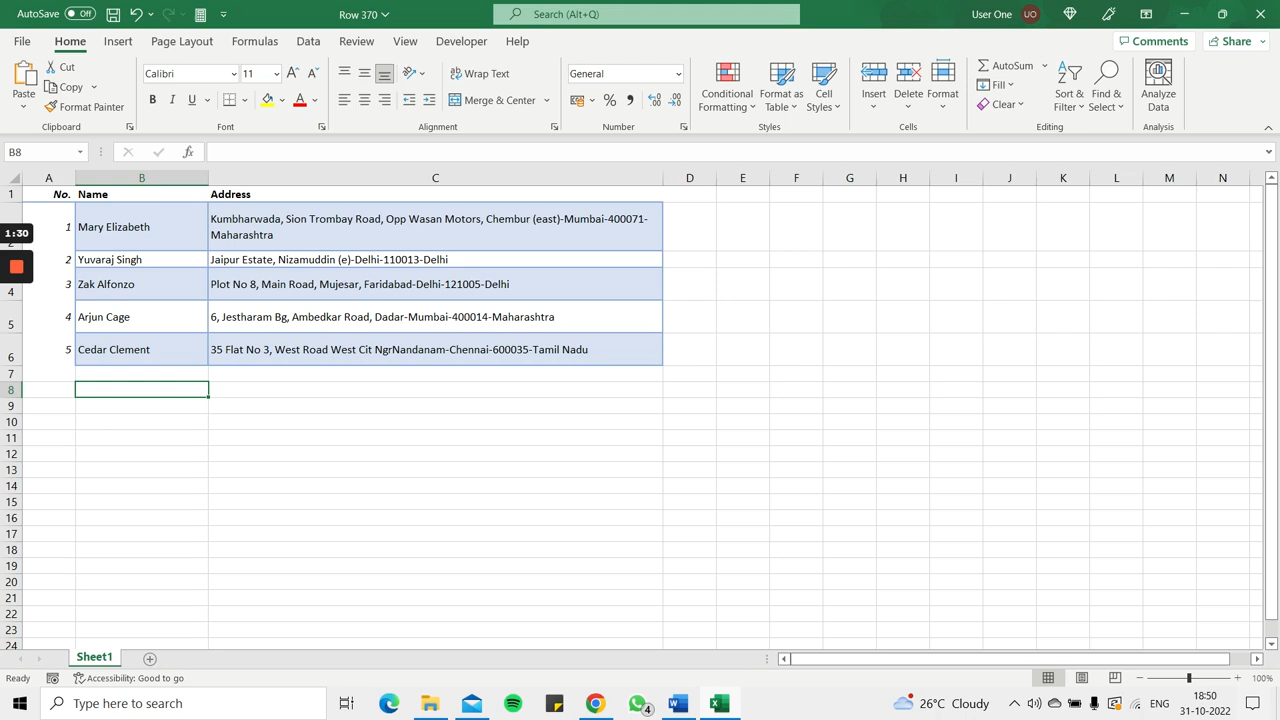 AutoSave Off Row 370 Search (Alt+Q) User One UO
File Home Insert Page Layout Formulas Data Review View Developer Help Comments Share
Paste Cut Copy Format Painter Clipboard
Calibri 11 B I U Font
Wrap Text Merge & Center Alignment
General % , Number
Conditional Formatting Format as Table Cell Styles Styles
Insert Delete Format Cells
AutoSum Fill Clear Sort & Filter Find & Select Editing
Analyze Data Analysis
B8 fx
A B C D E F G H I J K L M N
1 No. Name Address
1:30
2 1 Mary Elizabeth Kumbharwada, Sion Trombay Road, Opp Wasan Motors, Chembur (east)-Mumbai-400071-
Maharashtra
2 Yuvaraj Singh Jaipur Estate, Nizamuddin (e)-Delhi-110013-Delhi
4 3 Zak Alfonzo Plot No 8, Main Road, Mujesar, Faridabad-Delhi-121005-Delhi
5 4 Arjun Cage 6, Jestharam Bg, Ambedkar Road, Dadar-Mumbai-400014-Maharashtra
6 5 Cedar Clement 35 Flat No 3, West Road West Cit NgrNandanam-Chennai-600035-Tamil Nadu
7
8
9
10
11
12
13
14
15
16
17
18
19
20
21
22
23
24
Sheet1
Ready Accessibility: Good to go 100%
Type here to search 4 26°C Cloudy ENG 18:50
31-10-2022